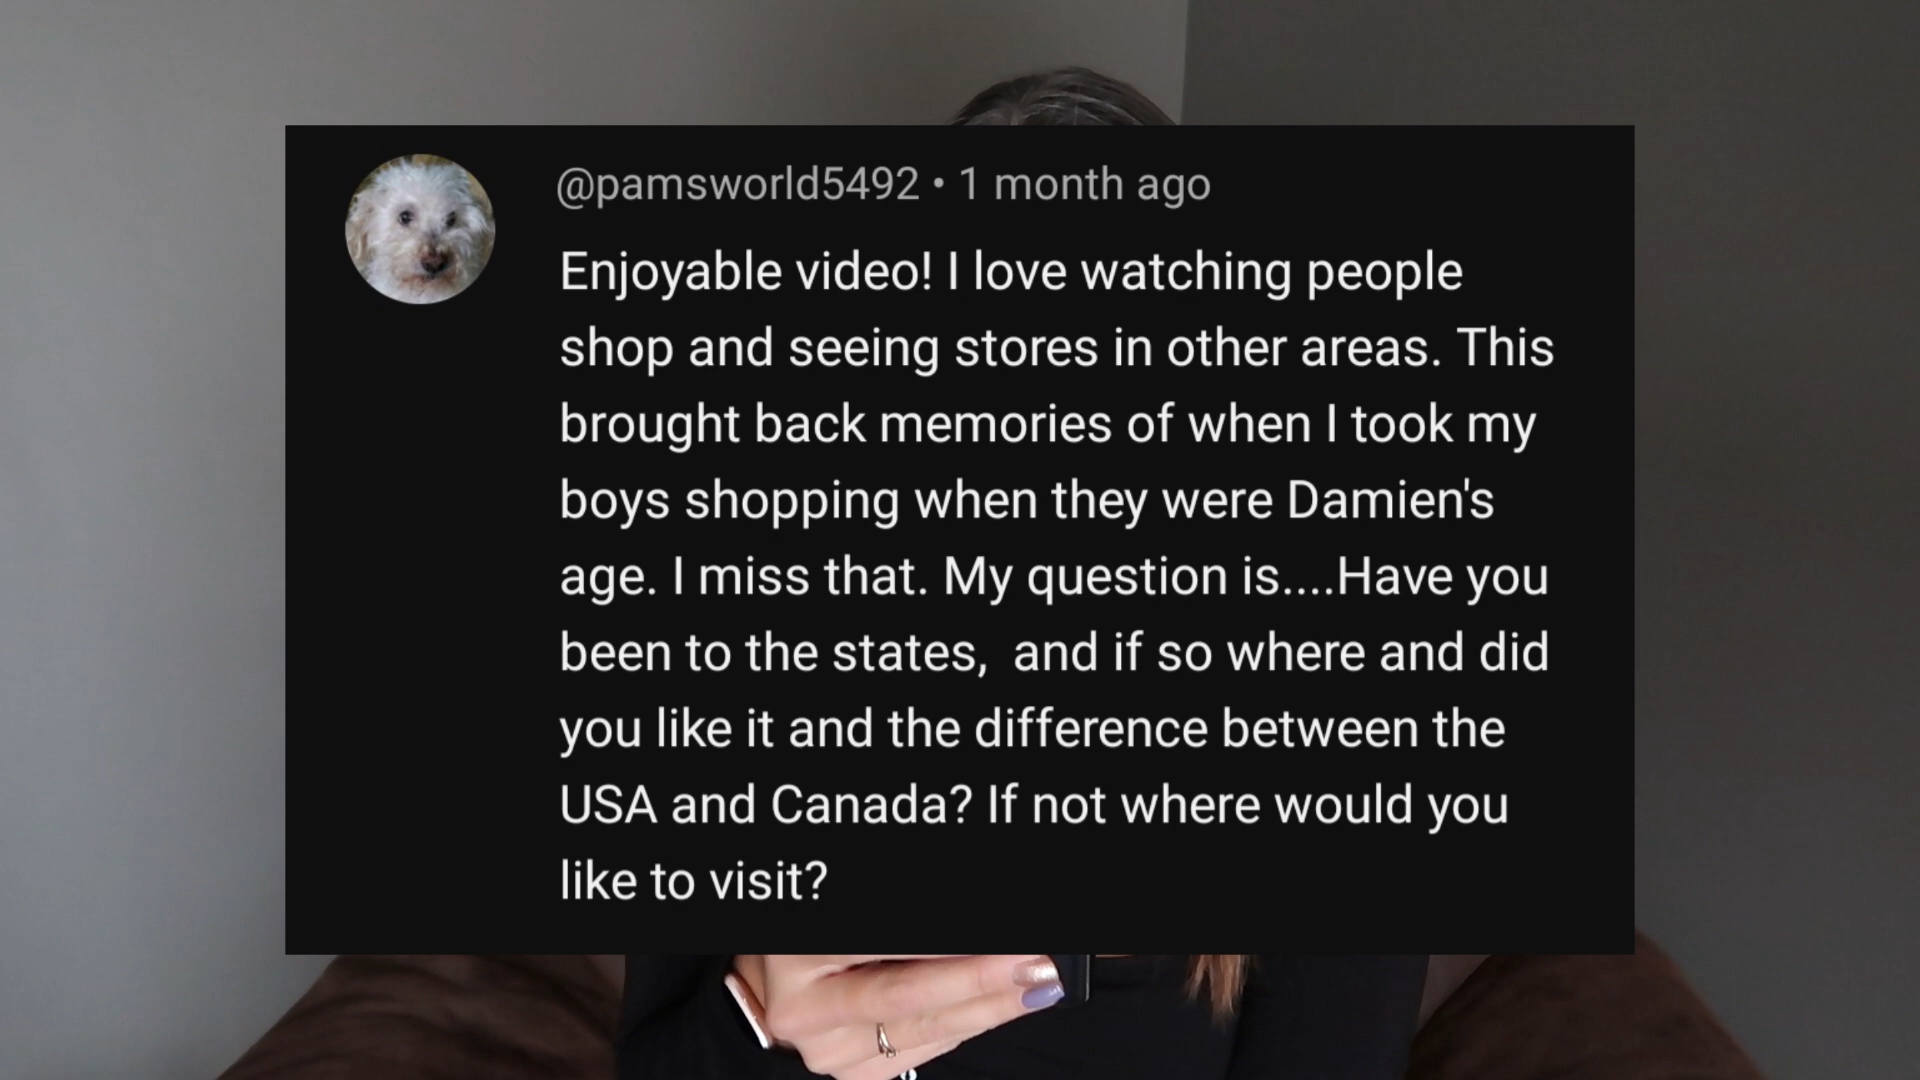 @pamsworld5492 • 1 month ago
Enjoyable video! I love watching people
shop and seeing stores in other areas. This
brought back memories of when I took my
boys shopping when they were Damien's
age. I miss that. My question is....Have you
been to the states,  and if so where and did
you like it and the difference between the
USA and Canada? If not where would you
like to visit?